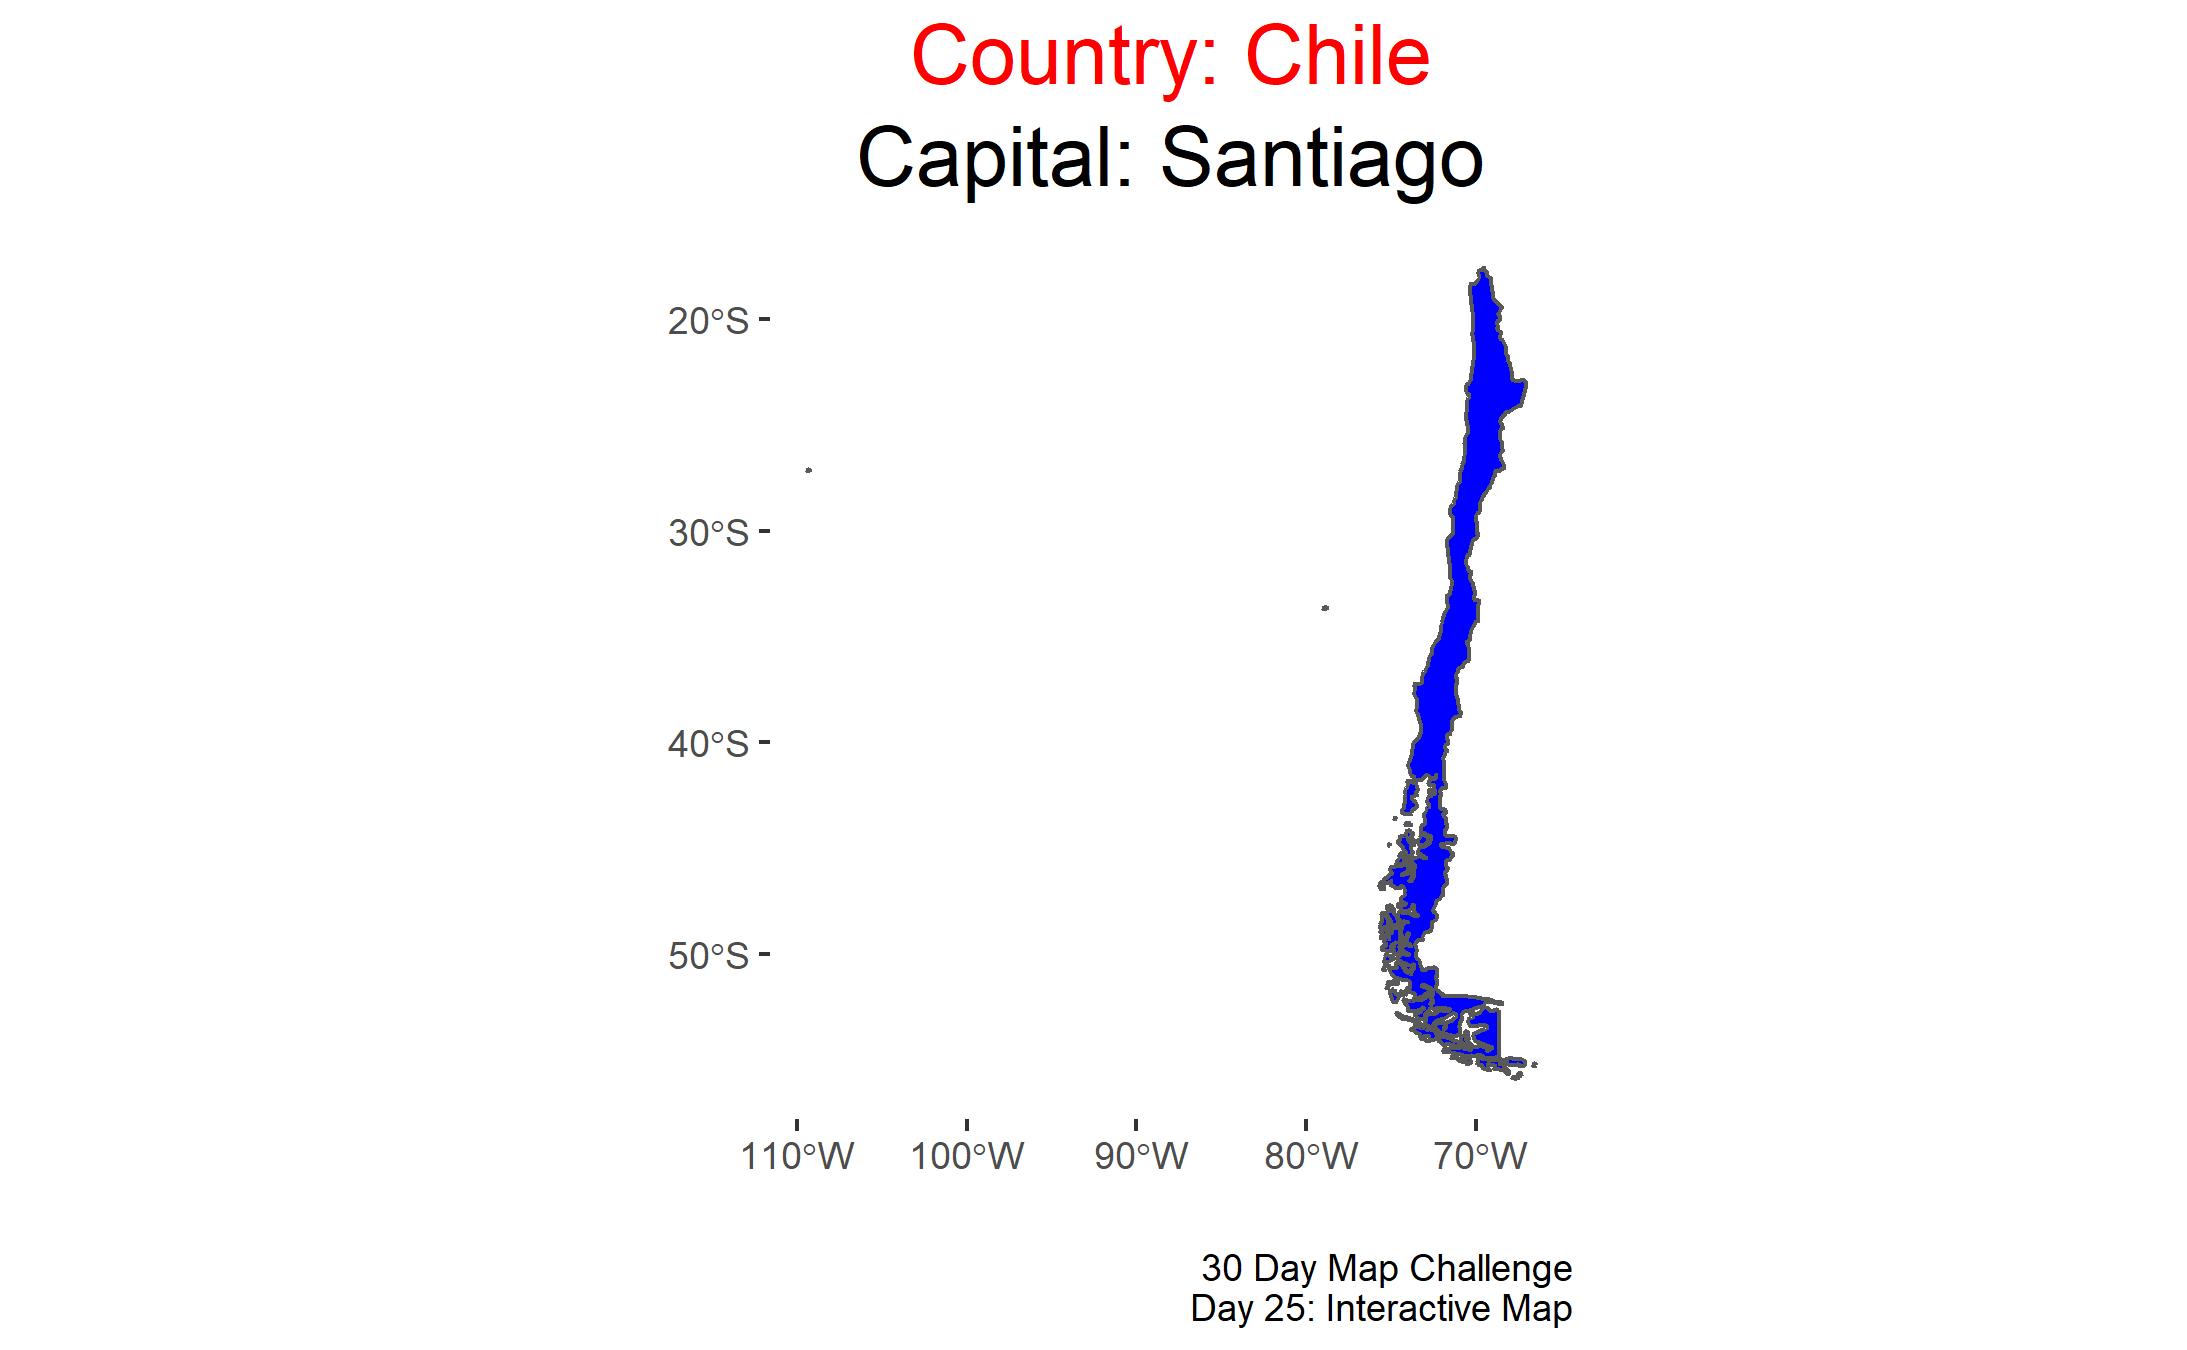 Country: Chile
Capital: Santiago
20°S
30°S
40°S
50°S
110°W 100°W 90°W 80°W 70°W
30 Day Map Challenge
Day 25: Interactive Map